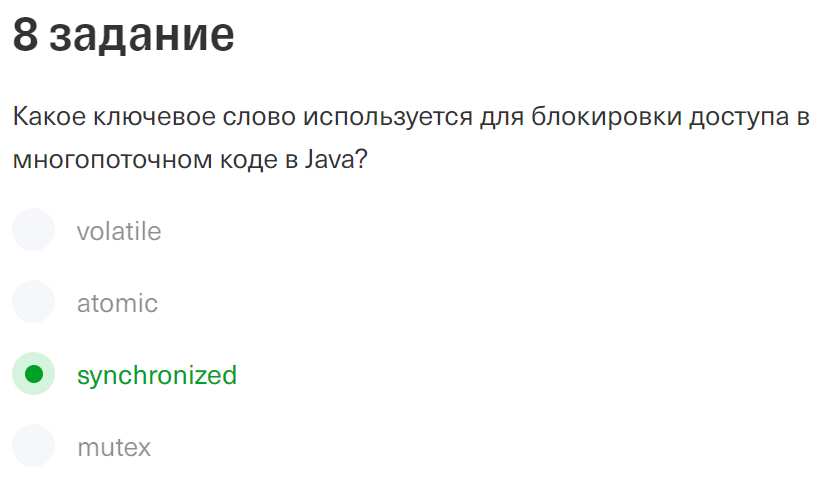 8 задание
Какое ключевое слово используется для блокировки доступа в
многопоточном коде в Java?
volatile
atomic
synchronized
mutex